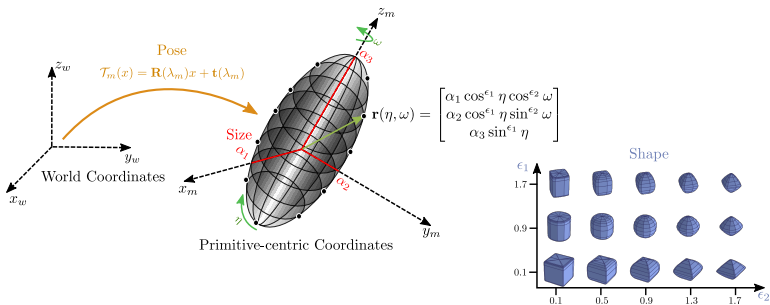 Pose
𝒯_m(x) = R(λ_m)x + t(λ_m)
z_w
y_w
x_w
World Coordinates
z_m
ω
α_3
Size
α_1
α_2
x_m
y_m
η
Primitive-centric Coordinates
r(η, ω) =
α_1 cos^{ϵ_1} η cos^{ϵ_2} ω
α_2 cos^{ϵ_1} η sin^{ϵ_2} ω
α_3 sin^{ϵ_1} η
Shape
ϵ_1
1.7
0.9
0.1
0.1 0.5 0.9 1.3 1.7
ϵ_2